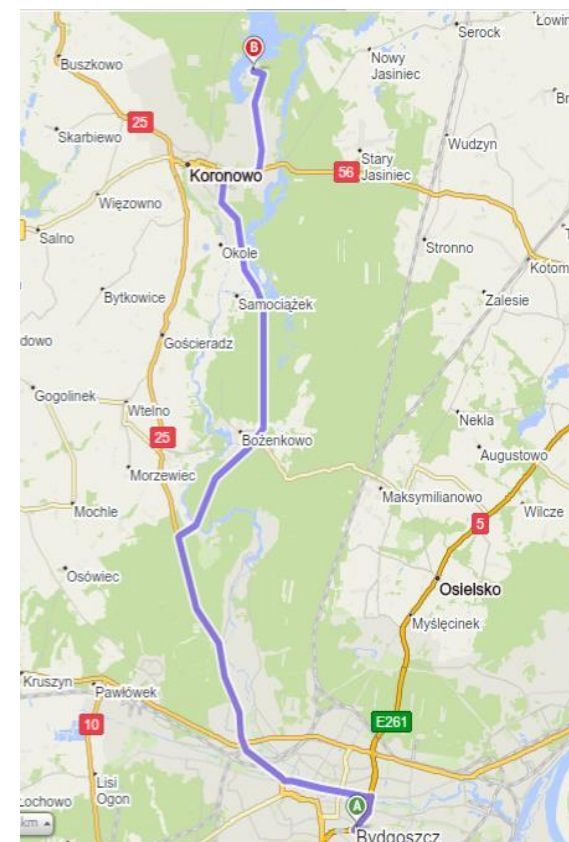 Serock
Łowin
B
Nowy
Jasiniec
Buszkowo
Br
25
Skarbiewo
Wudzyn
Stary
Jasiniec
56
Koronowo
Więzowno
Salno
Stronno
Okole
Kotom
Bytkowice
Samociążek
Zalesie
dowo
Gościeradz
Gogolinek
Wtelno
Nekla
25
Bożenkowo
Augustowo
Morzewiec
Maksymilianowo
Mochle
Wilcze
5
Osówiec
Osielsko
Myślęcinek
Kruszyn
Pawłówek
10
E261
Lisi
Ogon
Łochowo
A
km
Bydgoszcz